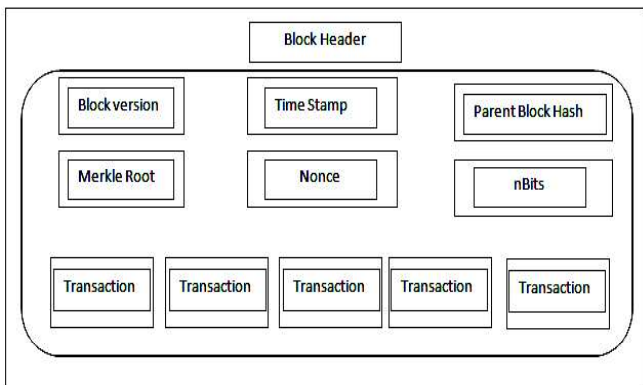 Block Header
Block version
Time Stamp
Parent Block Hash
Merkle Root
Nonce
nBits
Transaction
Transaction
Transaction
Transaction
Transaction